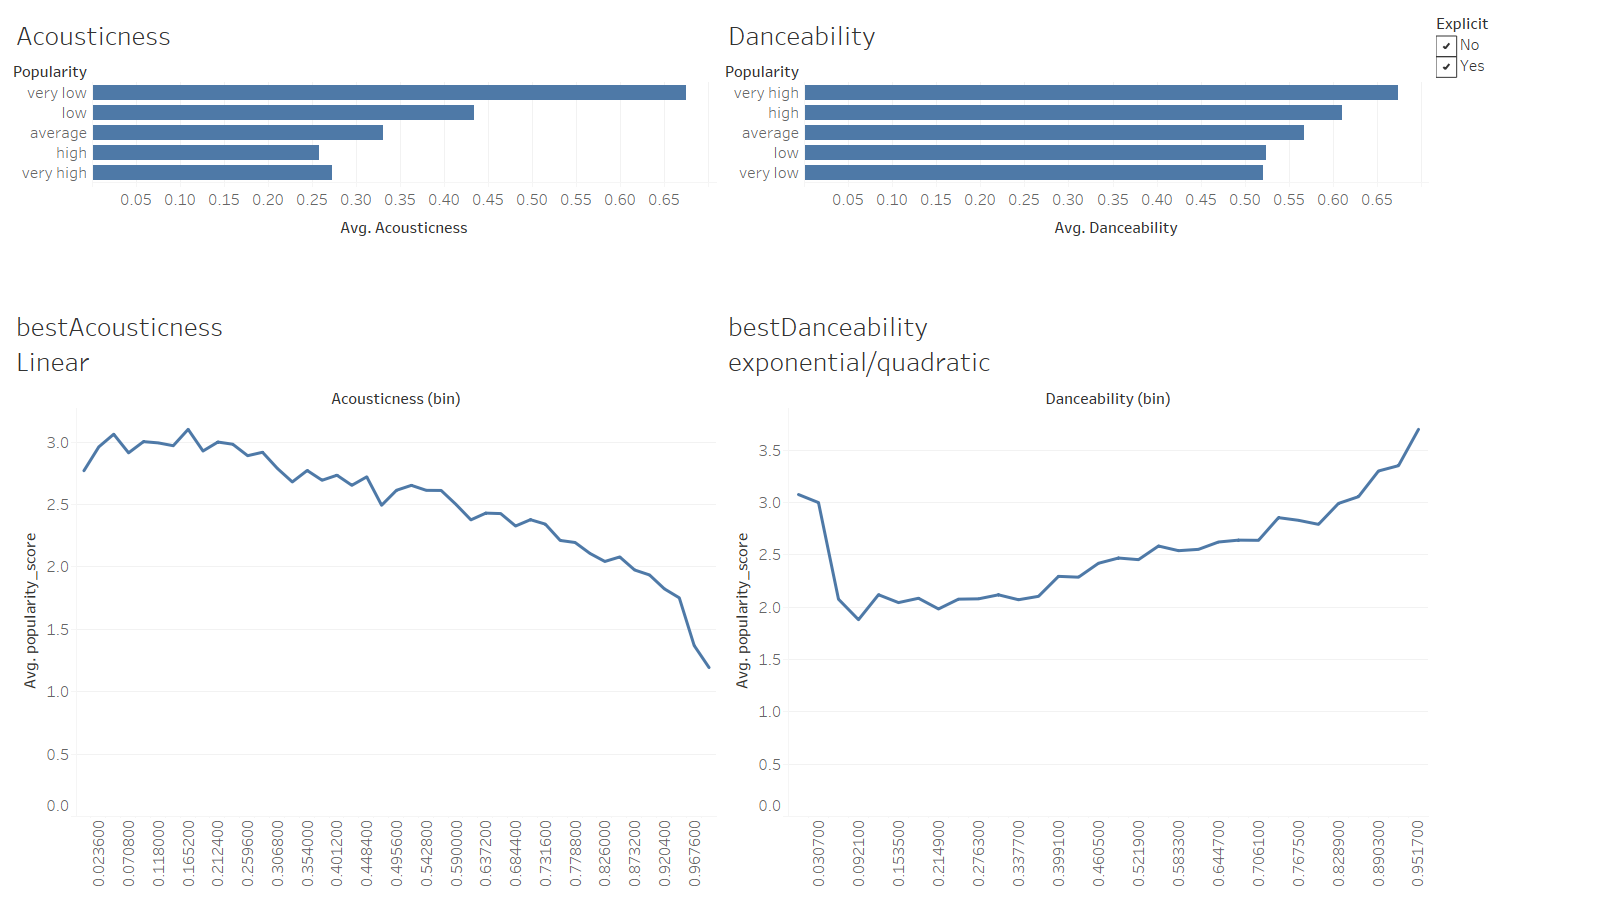 Acousticness
Popularity
very low
low
average
high
very high
0.05 0.10 0.15 0.20 0.25 0.30 0.35 0.40 0.45 0.50 0.55 0.60 0.65
Avg. Acousticness
Danceability
Popularity
very high
high
average
low
very low
0.05 0.10 0.15 0.20 0.25 0.30 0.35 0.40 0.45 0.50 0.55 0.60 0.65
Avg. Danceability
Explicit
No
Yes
bestAcousticness
Linear
Acousticness (bin)
Avg. popularity_score
3.0
2.5
2.0
1.5
1.0
0.5
0.0
0.023600
0.070800
0.118000
0.165200
0.212400
0.259600
0.306800
0.354000
0.401200
0.448400
0.495600
0.542800
0.590000
0.637200
0.684400
0.731600
0.778800
0.826000
0.873200
0.920400
0.967600
bestDanceability
exponential/quadratic
Danceability (bin)
Avg. popularity_score
3.5
3.0
2.5
2.0
1.5
1.0
0.5
0.0
0.030700
0.092100
0.153500
0.214900
0.276300
0.337700
0.399100
0.460500
0.521900
0.583300
0.644700
0.706100
0.767500
0.828900
0.890300
0.951700